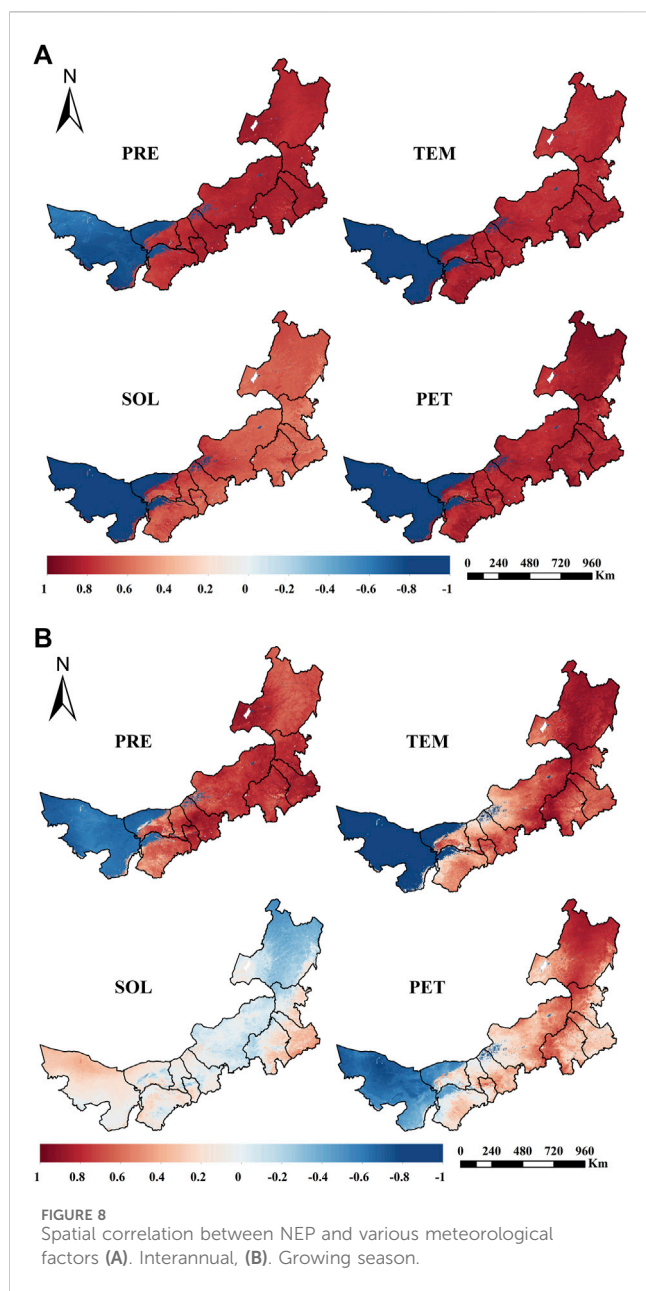 A
N
PRE
TEM
SOL
PET
1 0.8 0.6 0.4 0.2 0 -0.2 -0.4 -0.6 -0.8 -1
0 240 480 720 960
Km
B
N
PRE
TEM
SOL
PET
1 0.8 0.6 0.4 0.2 0 -0.2 -0.4 -0.6 -0.8 -1
0 240 480 720 960
Km
FIGURE 8
Spatial correlation between NEP and various meteorological
factors (A). Interannual, (B). Growing season.